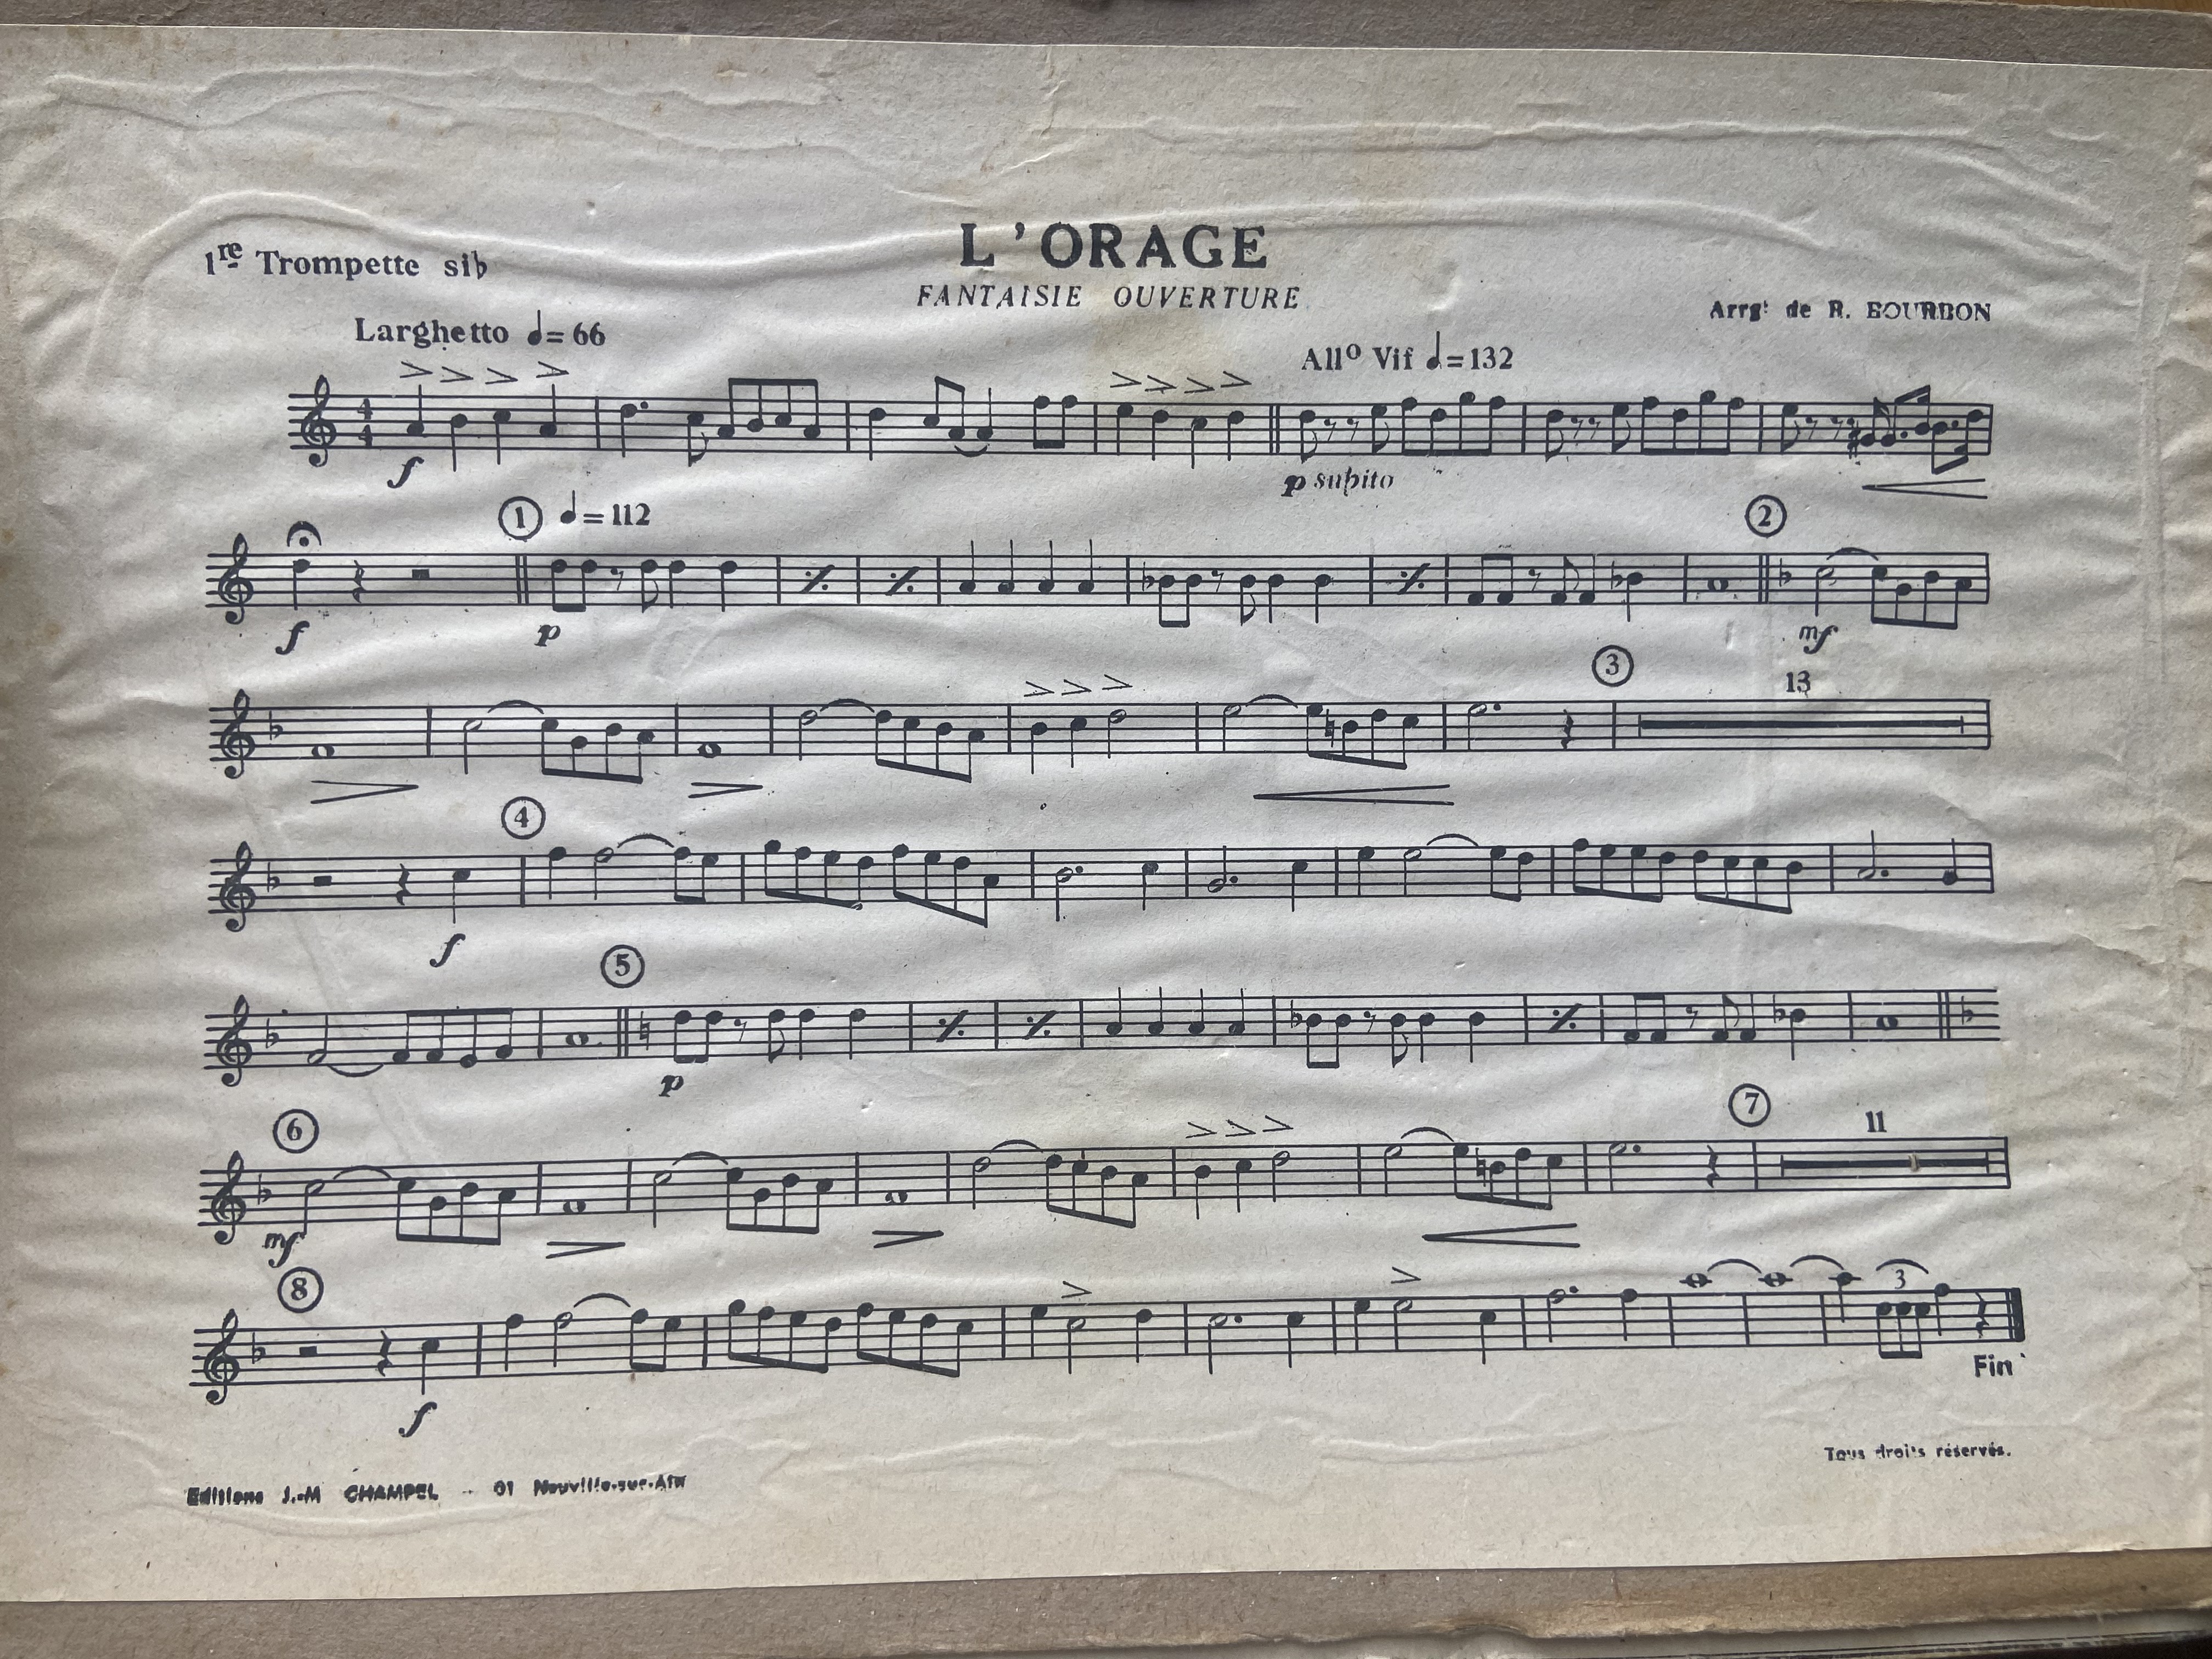 L'ORAGE
1re Trompette sib
FANTAISIE OUVERTURE
Arrgt de R. BOURBON
Larghetto ♩= 66
Allo Vif ♩=132
4
4
f
p subito
1 ♩= 112
2
f
p
mf
3
13
4
f
5
p
6
7
11
mf
8
3
f
Fin
Tous droits réservés.
Editions J.-M CHAMPEL - 01 Neuville-sur-Ain